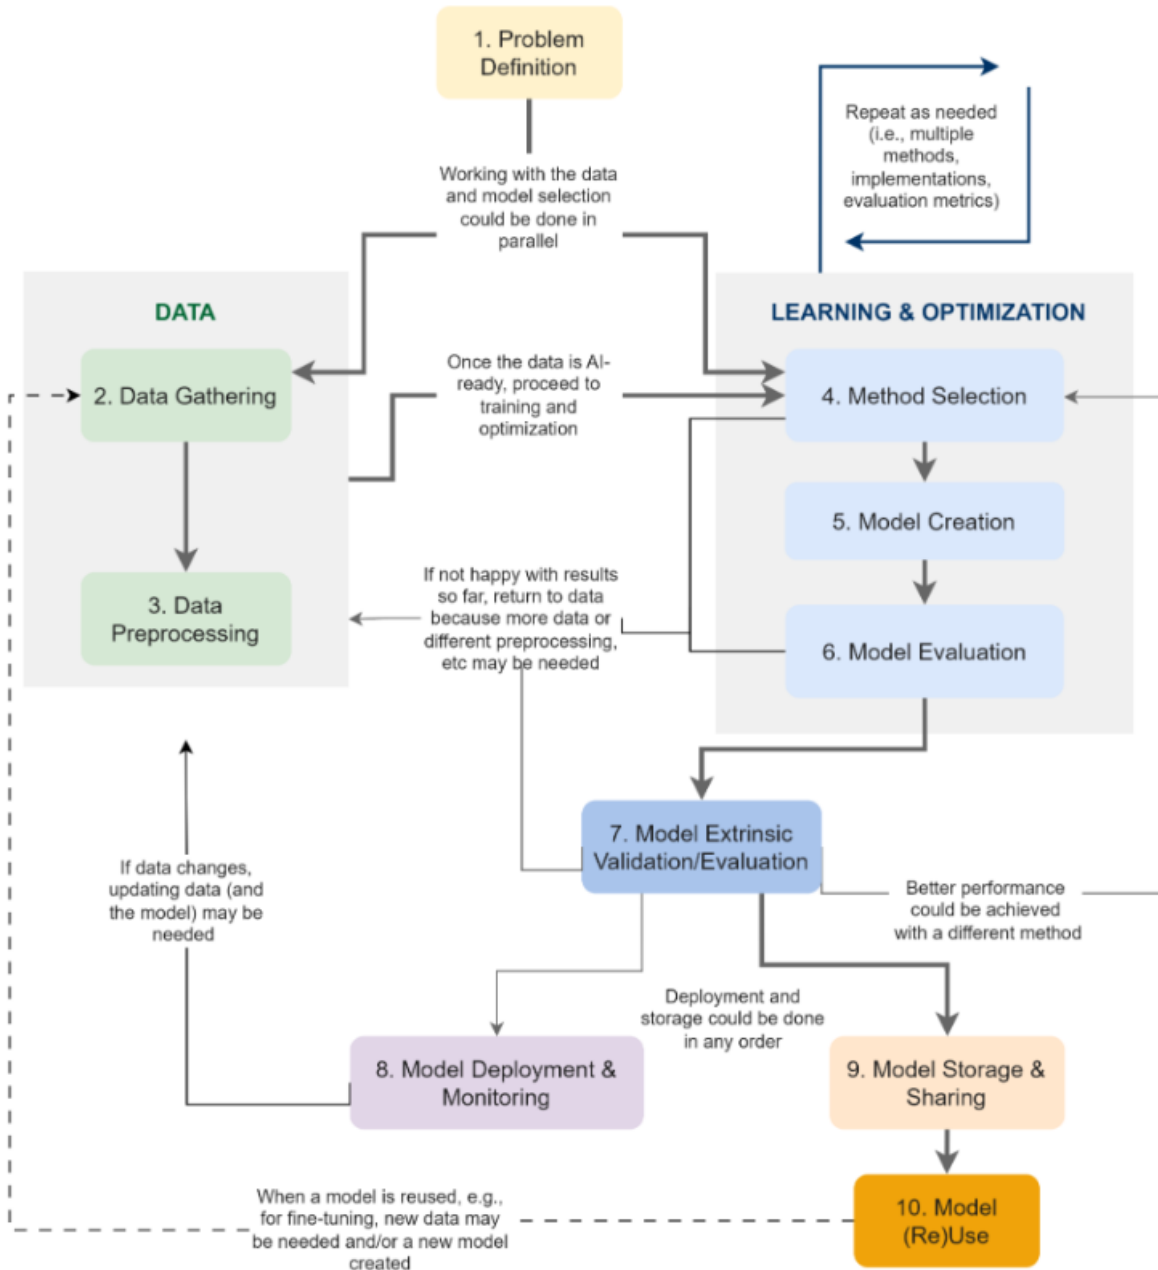 1. Problem
Definition
Working with the data
and model selection
could be done in
parallel
Repeat as needed
(i.e., multiple
methods,
implementations,
evaluation metrics)
DATA
2. Data Gathering
3. Data
Preprocessing
Once the data is AI-
ready, proceed to
training and
optimization
LEARNING & OPTIMIZATION
4. Method Selection
5. Model Creation
6. Model Evaluation
If not happy with results
so far, return to data
because more data or
different preprocessing,
etc may be needed
7. Model Extrinsic
Validation/Evaluation
If data changes,
updating data (and
the model) may be
needed
Better performance
could be achieved
with a different method
Deployment and
storage could be done
in any order
8. Model Deployment &
Monitoring
9. Model Storage &
Sharing
When a model is reused, e.g.,
for fine-tuning, new data may
be needed and/or a new model
created
10. Model
(Re)Use